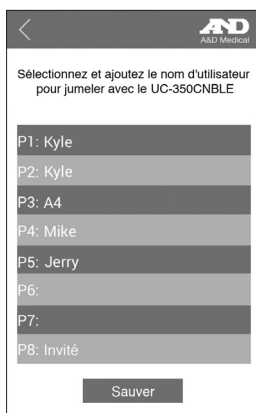 AND
A&D Medical
Sélectionnez et ajoutez le nom d'utilisateur
pour jumeler avec le UC-350CNBLE
P1: Kyle
P2: Kyle
P3: A4
P4: Mike
P5: Jerry
P6:
P7:
P8: Invité
Sauver